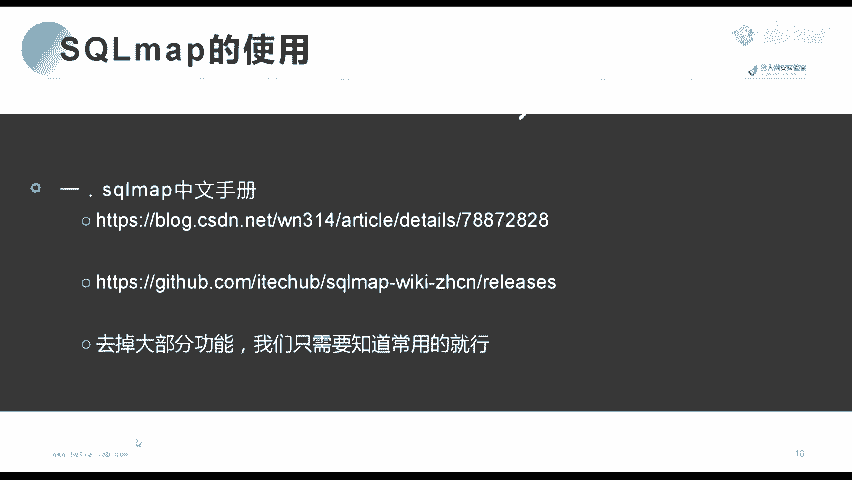 SQLmap的使用
一．sqlmap中文手册
https://blog.csdn.net/wn314/article/details/78872828
https://github.com/itechub/sqlmap-wiki-zhcn/releases
去掉大部分功能，我们只需要知道常用的就行